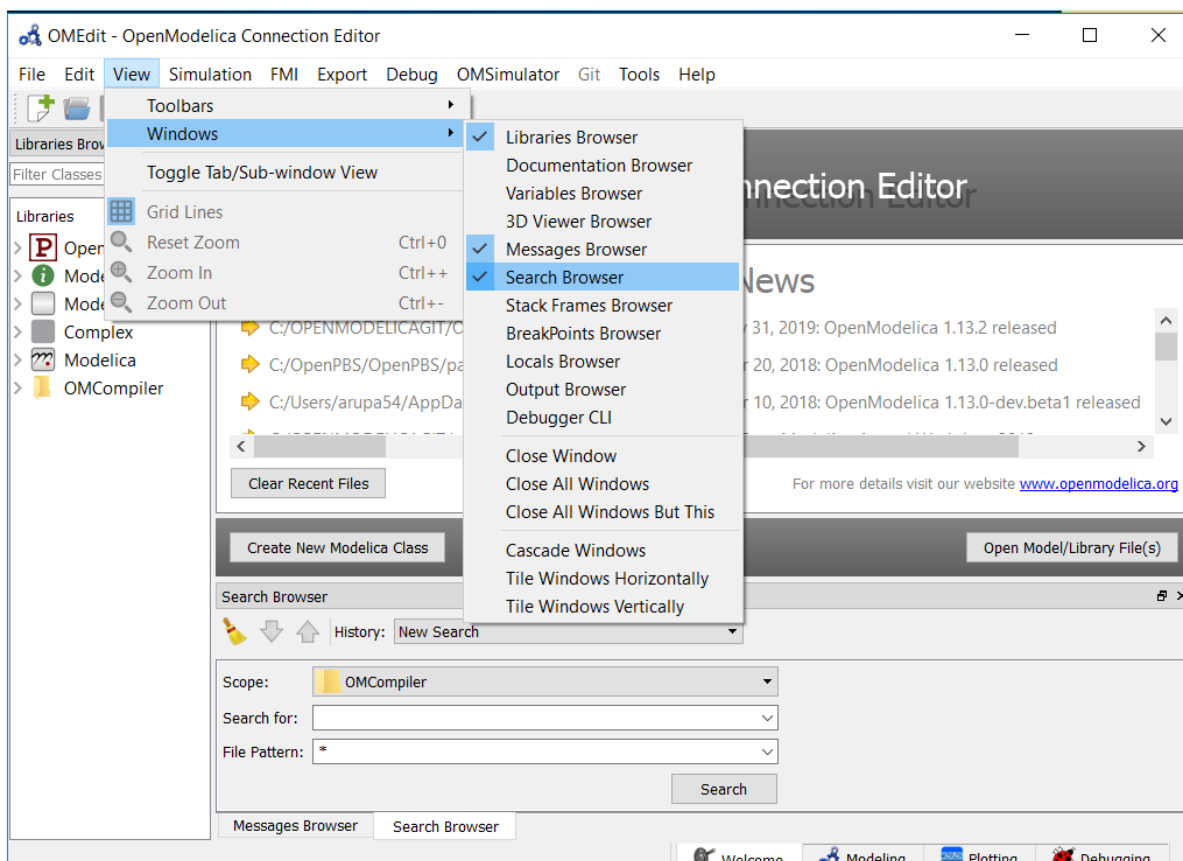 OMEdit - OpenModelica Connection Editor
File Edit View Simulation FMI Export Debug OMSimulator Git Tools Help
Toolbars
Windows
Toggle Tab/Sub-window View
Grid Lines
Reset Zoom Ctrl+0
Zoom In Ctrl++
Zoom Out Ctrl+-
Libraries Browser
Documentation Browser
Variables Browser
3D Viewer Browser
Messages Browser
Search Browser
Stack Frames Browser
BreakPoints Browser
Locals Browser
Output Browser
Debugger CLI
Close Window
Close All Windows
Close All Windows But This
Cascade Windows
Tile Windows Horizontally
Tile Windows Vertically
Libraries Brow
Filter Classes
Libraries
Open
Mode
Mode
Complex
Modelica
OMCompiler
nnection Editor
News
C:/OPENMODELICAGIT/O
31, 2019: OpenModelica 1.13.2 released
C:/OpenPBS/OpenPBS/pa
20, 2018: OpenModelica 1.13.0 released
C:/Users/arupa54/AppDa
10, 2018: OpenModelica 1.13.0-dev.beta1 released
Clear Recent Files
For more details visit our website www.openmodelica.org
Create New Modelica Class
Open Model/Library File(s)
Search Browser
History: New Search
Scope: OMCompiler
Search for:
File Pattern: *
Search
Messages Browser Search Browser
Welcome Modeling Plotting Debugging